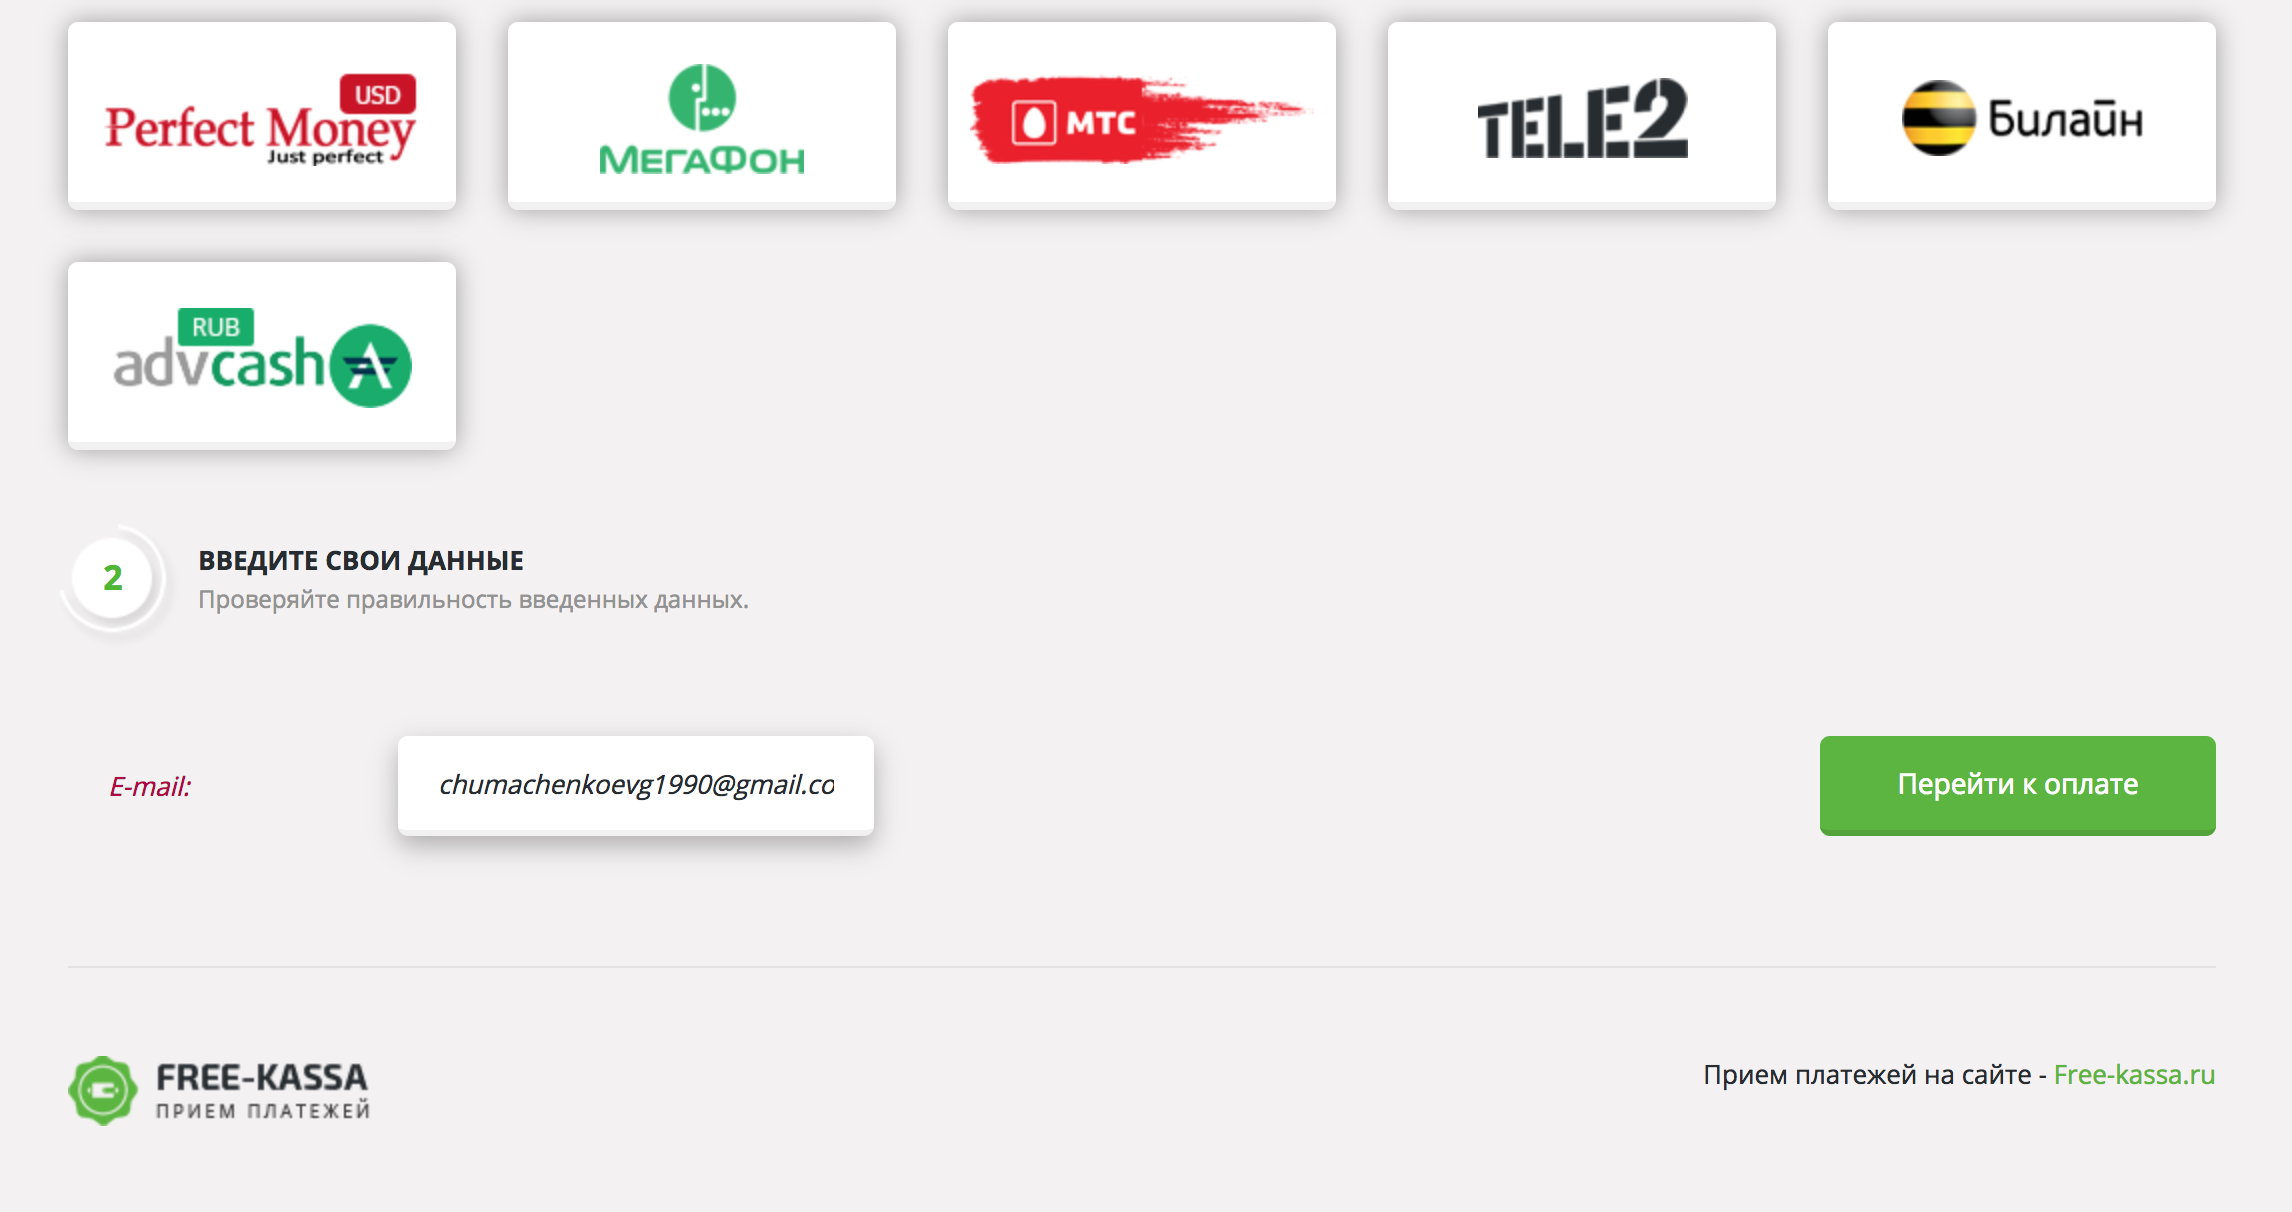 USD
Perfect Money
Just perfect
МЕГАФОН
МТС
TELE2
Билайн
RUB
advcash
2
ВВЕДИТЕ СВОИ ДАННЫЕ
Проверяйте правильность введенных данных.
E-mail:
chumachenkoevg1990@gmail.co
Перейти к оплате
FREE-KASSA
ПРИЕМ ПЛАТЕЖЕЙ
Прием платежей на сайте - Free-kassa.ru